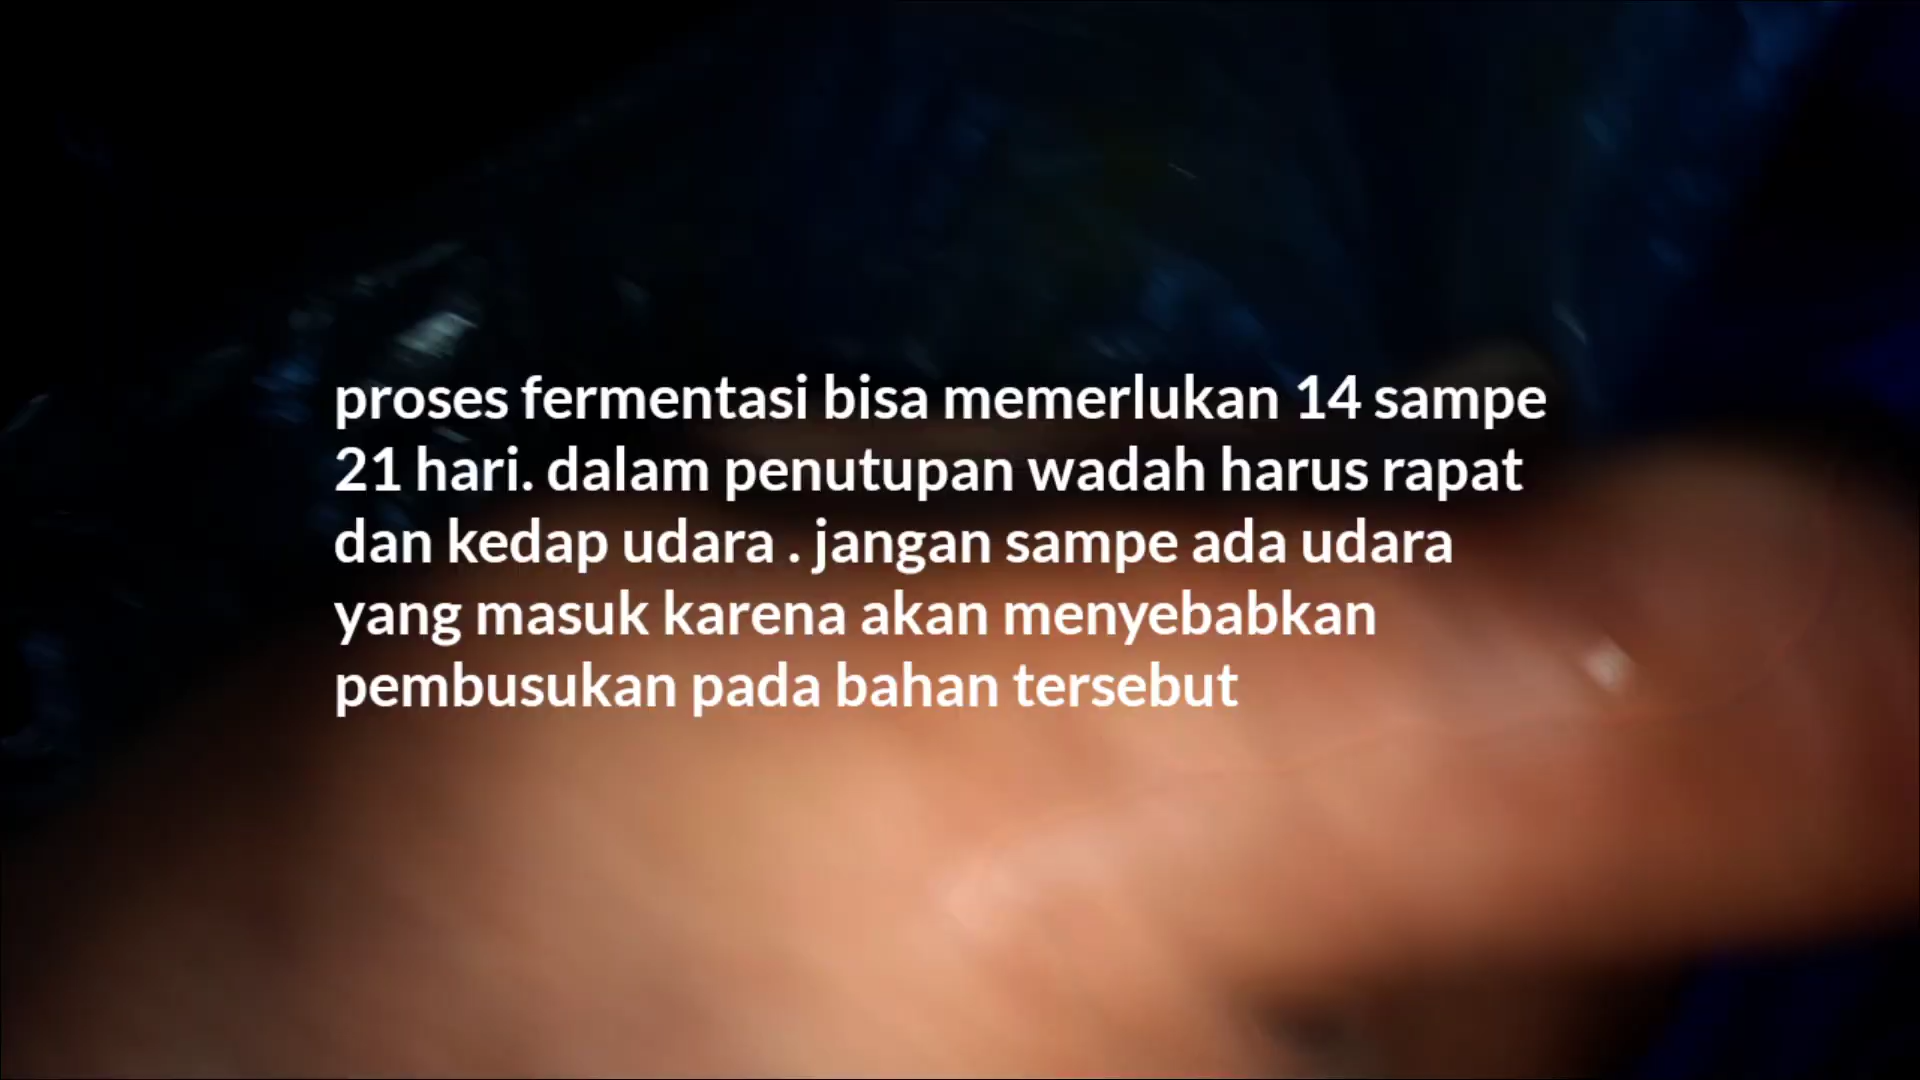 proses fermentasi bisa memerlukan 14 sampe
21 hari. dalam penutupan wadah harus rapat
dan kedap udara . jangan sampe ada udara
yang masuk karena akan menyebabkan
pembusukan pada bahan tersebut